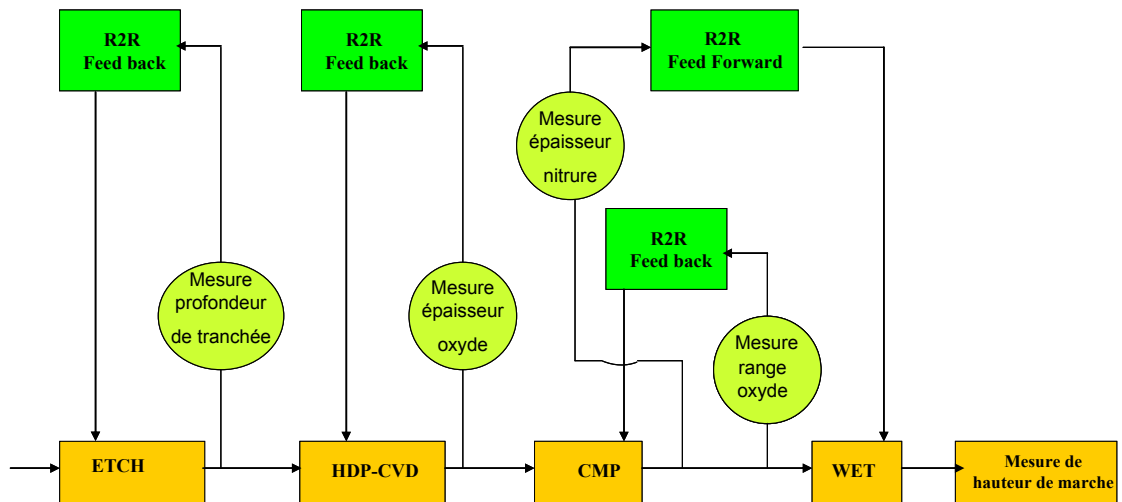 R2R
Feed back
R2R
Feed back
R2R
Feed Forward
Mesure
épaisseur
nitrure
R2R
Feed back
Mesure
profondeur
de tranchée
Mesure
épaisseur
oxyde
Mesure
range
oxyde
ETCH
HDP-CVD
CMP
WET
Mesure de
hauteur de marche